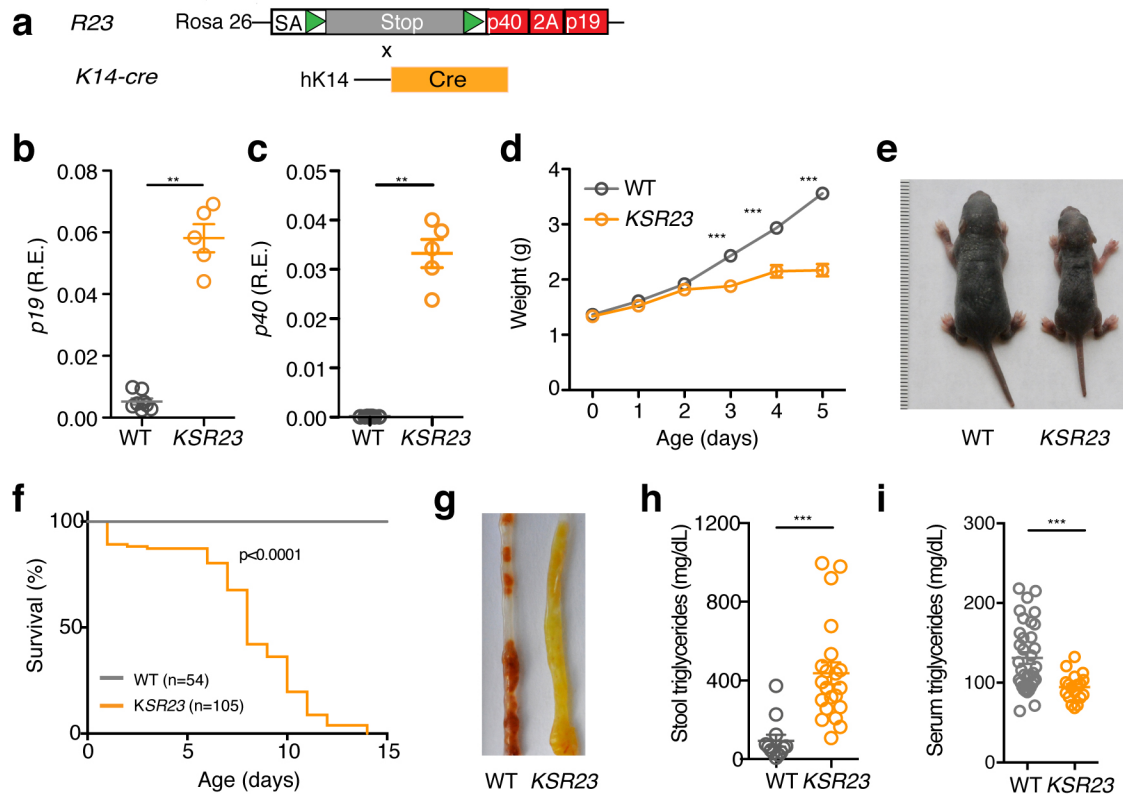 a
R23
Rosa 26
SA
Stop
p40
2A
p19
x
K14-cre
hK14
Cre
b
p19 (R.E.)
0.08
0.06
0.04
0.02
0.00
**
WT
KSR23
c
p40 (R.E.)
0.05
0.04
0.03
0.02
0.01
0.00
**
WT
KSR23
d
Weight (g)
4
3
2
1
0
WT
KSR23
***
***
***
0 1 2 3 4 5
Age (days)
e
WT
KSR23
f
Survival (%)
100
50
0
p<0.0001
WT (n=54)
KSR23 (n=105)
0 5 10 15
Age (days)
g
WT KSR23
h
Stool triglycerides (mg/dL)
1200
800
400
0
***
WT KSR23
i
Serum triglycerides (mg/dL)
300
200
100
0
***
WT KSR23